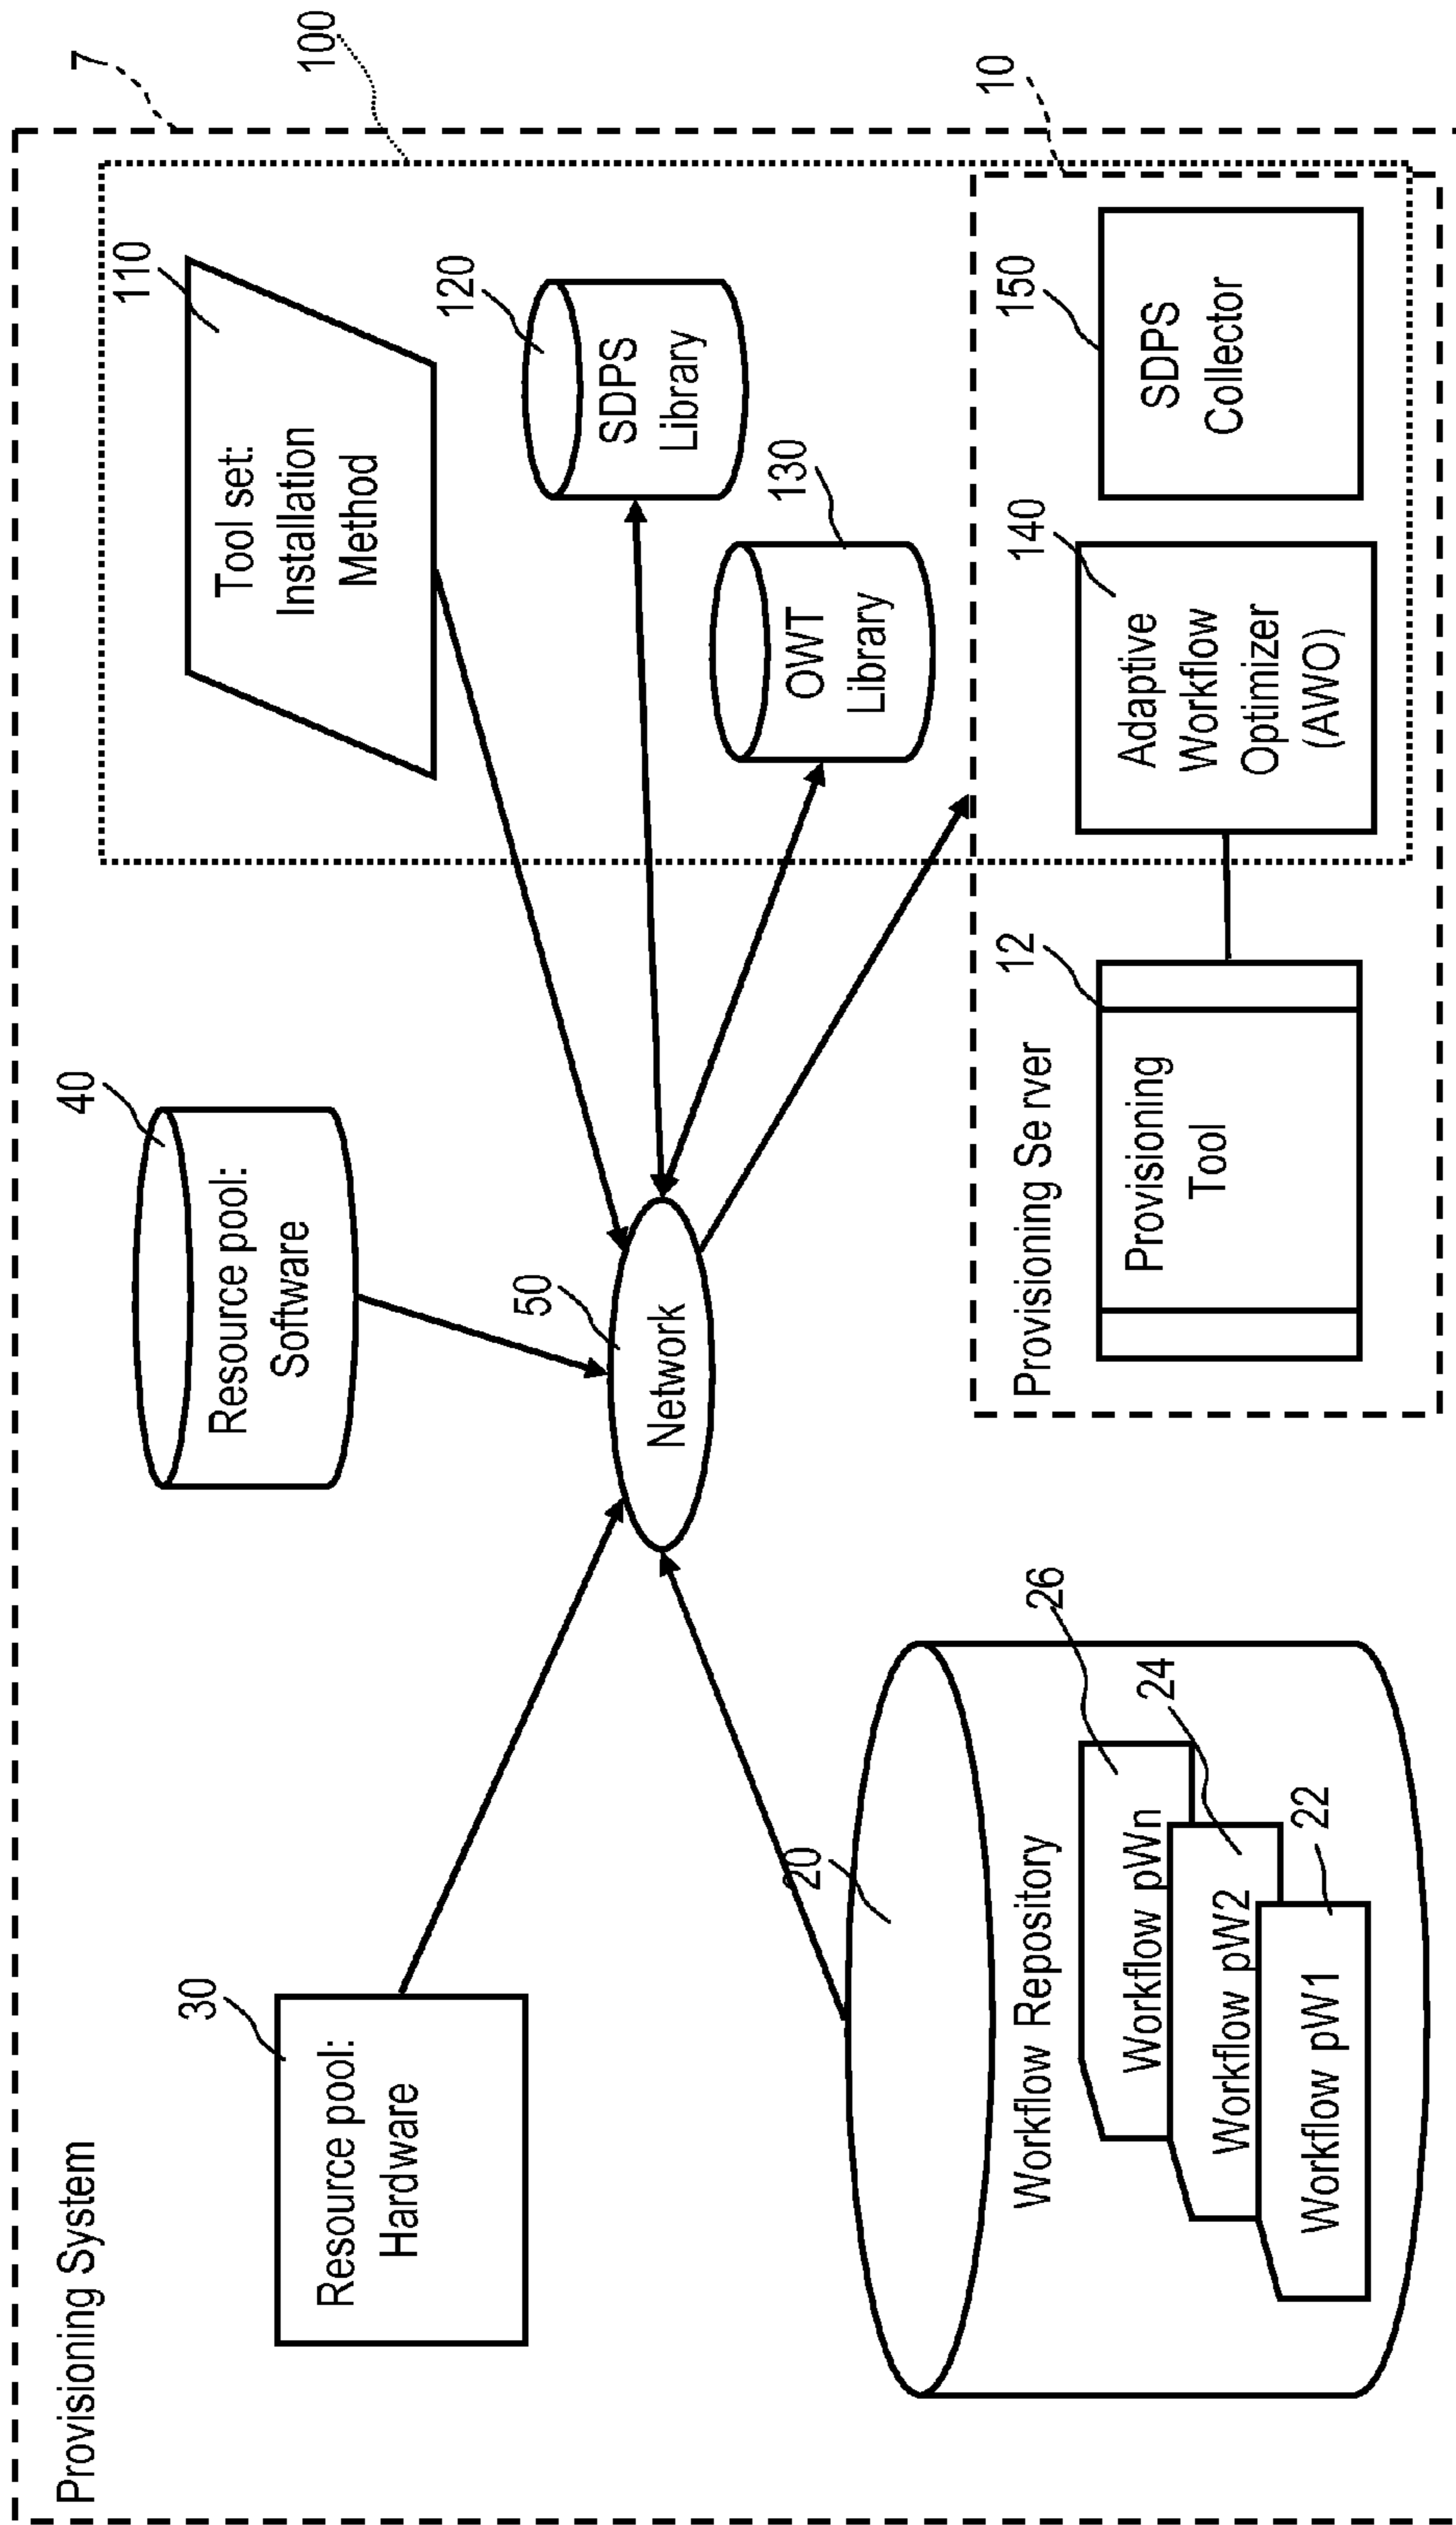 Provisioning System
7
100
30
Resource pool:
Hardware
40
Resource pool:
Software
110
Tool set:
Installation
Method
120
SDPS
Library
130
OWT
Library
50
Network
20
Workflow Repository
26
Workflow pWn
24
Workflow pW2
22
Workflow pW1
10
Provisioning Se rver
12
Provisioning
Tool
140
Adaptive
Workflow
Optimizer
(AWO)
150
SDPS
Collector